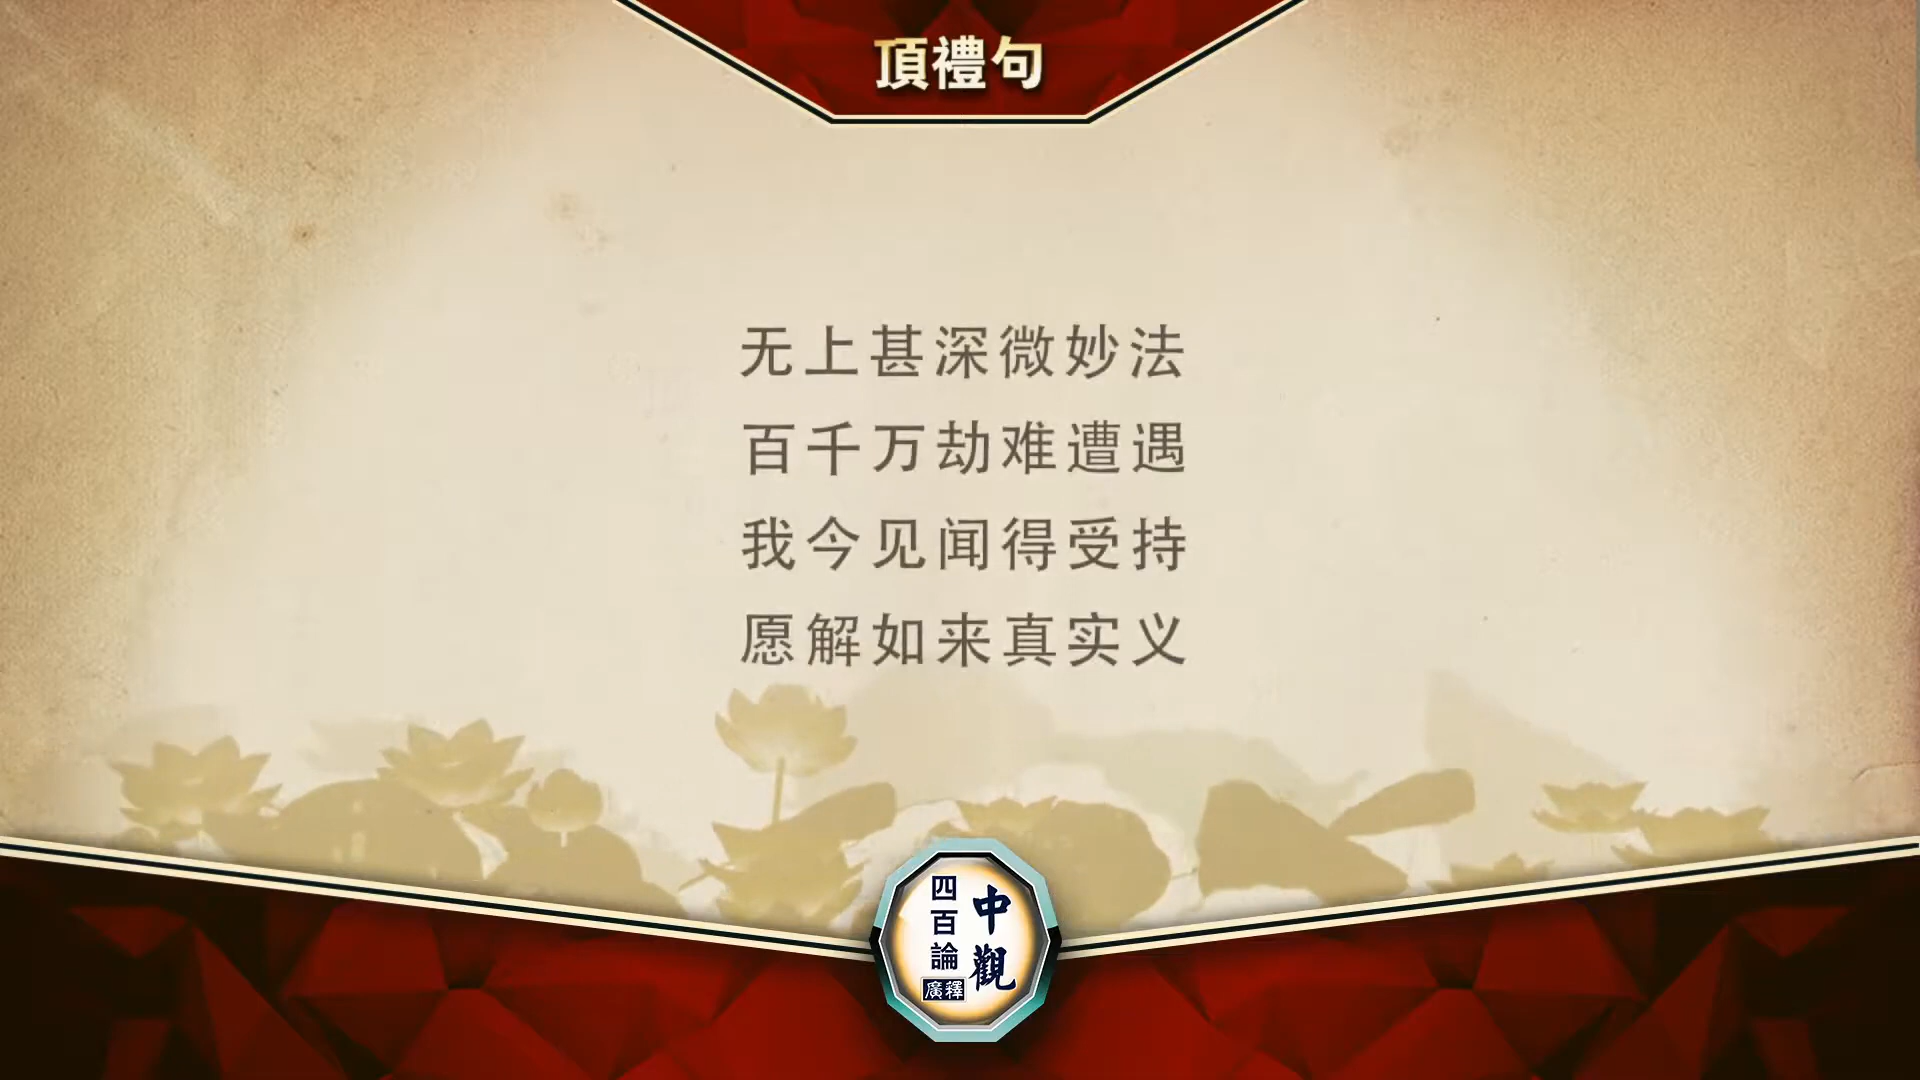 頂禮句
无上甚深微妙法
百千万劫难遭遇
我今见闻得受持
愿解如来真实义
中觀
四百論
廣釋